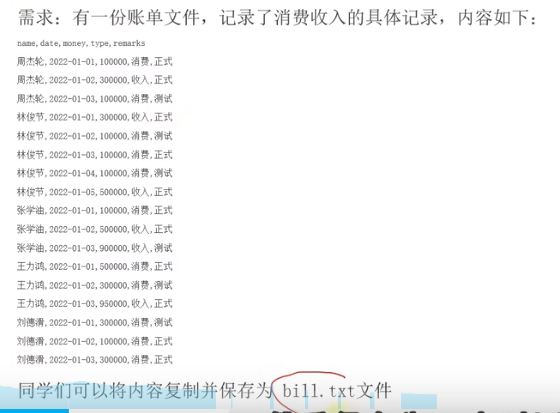 需求：有一份账单文件，记录了消费收入的具体记录，内容如下：
name,date,money,type,remarks
周杰轮,2022-01-01,100000,消费,正式
周杰轮,2022-01-02,300000,收入,正式
周杰轮,2022-01-03,100000,消费,测试
林俊节,2022-01-01,300000,收入,正式
林俊节,2022-01-02,100000,消费,测试
林俊节,2022-01-03,100000,消费,正式
林俊节,2022-01-04,100000,消费,测试
林俊节,2022-01-05,500000,收入,正式
张学油,2022-01-01,100000,消费,正式
张学油,2022-01-02,500000,收入,正式
张学油,2022-01-03,900000,收入,测试
王力鸿,2022-01-01,500000,消费,正式
王力鸿,2022-01-02,300000,消费,测试
王力鸿,2022-01-03,950000,收入,正式
刘德滑,2022-01-01,300000,消费,测试
刘德滑,2022-01-02,100000,消费,正式
刘德滑,2022-01-03,300000,消费,正式
同学们可以将内容复制并保存为 bill.txt文件